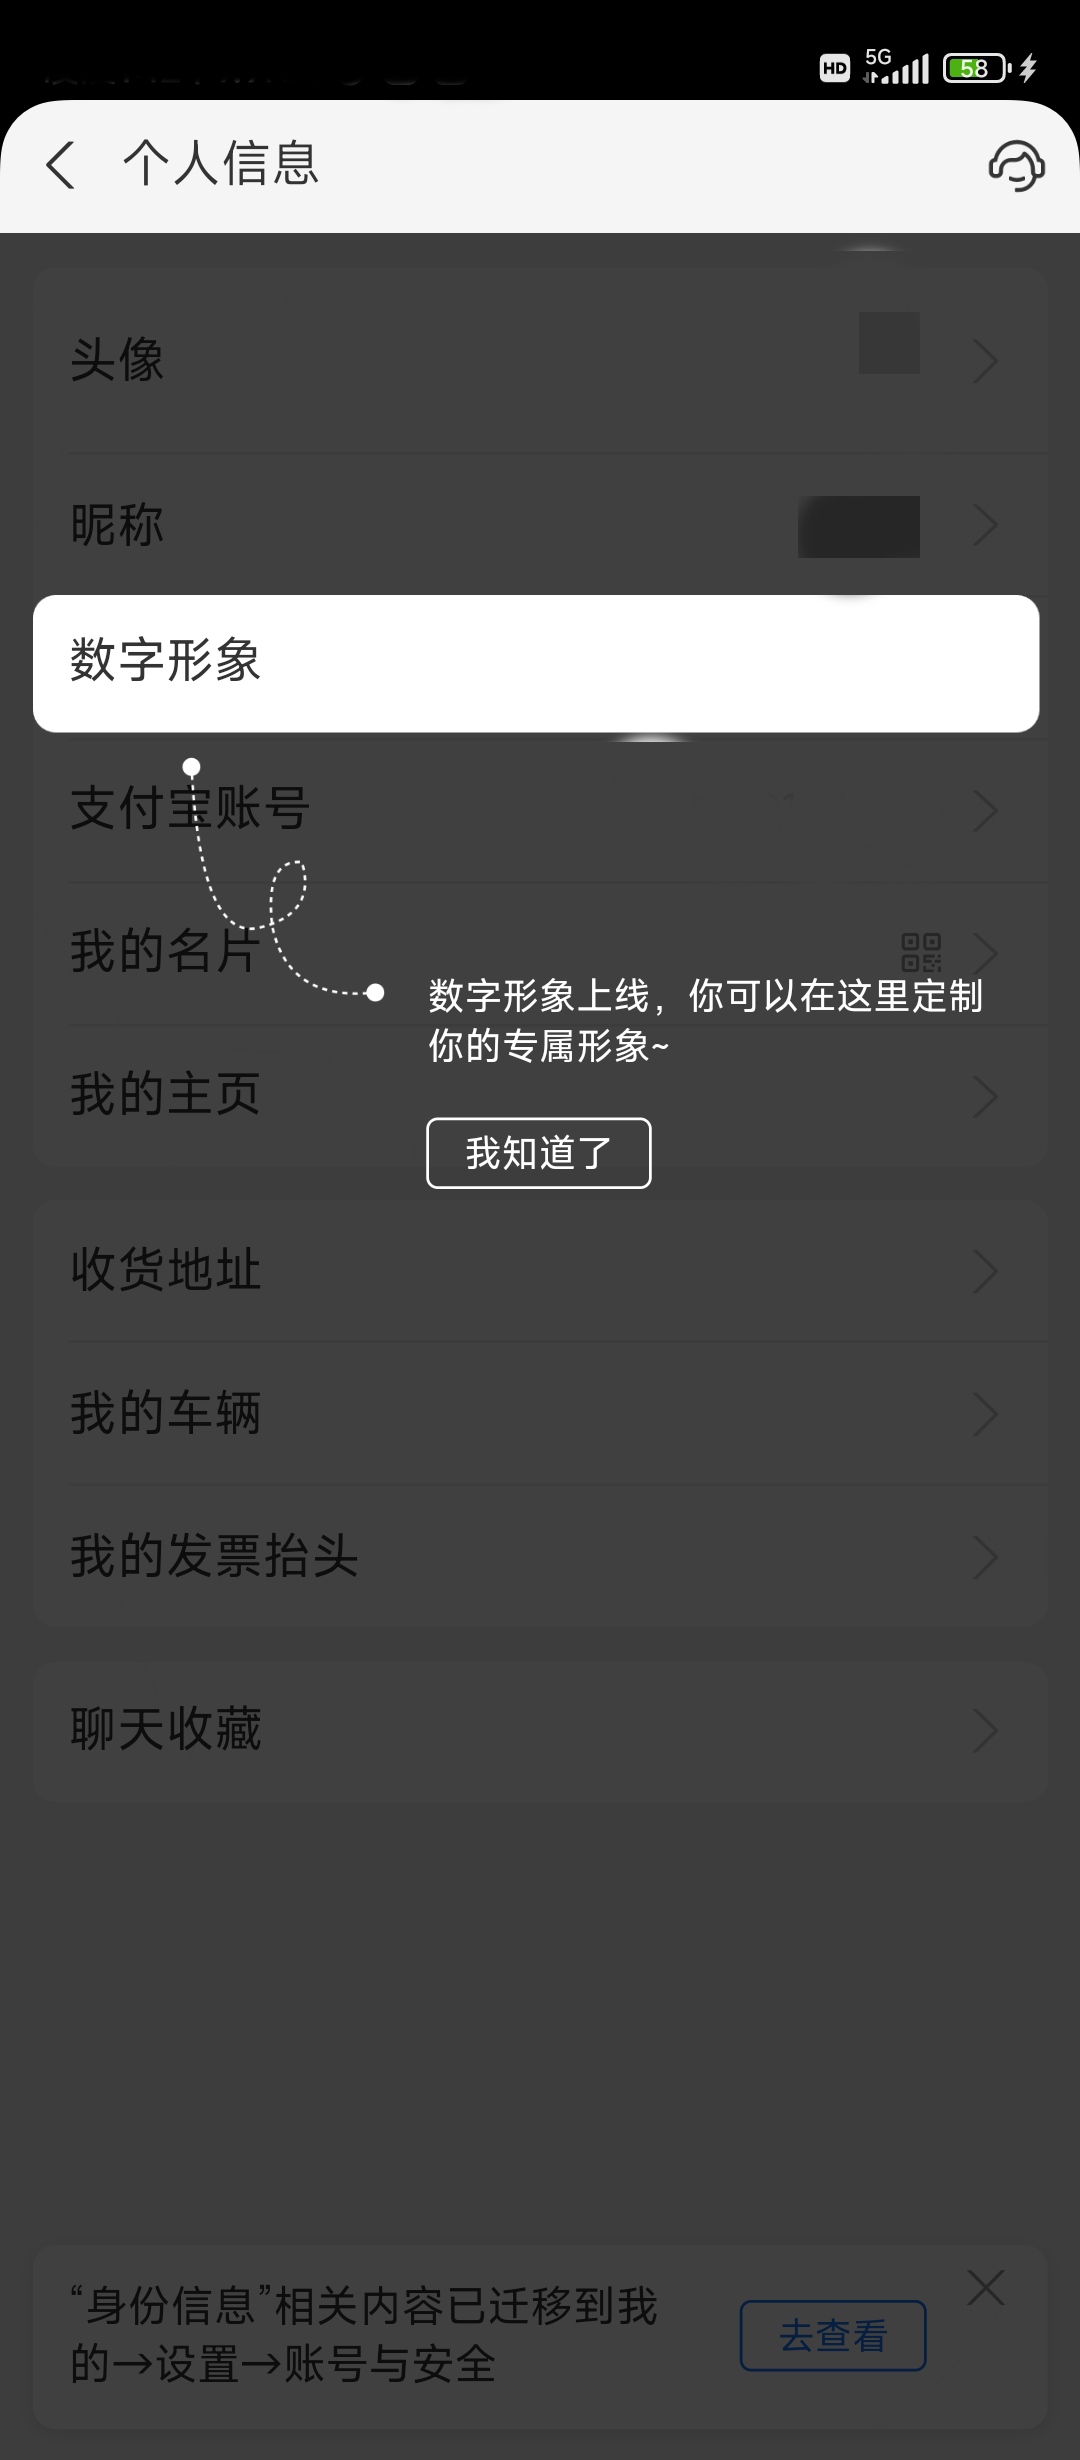 HD 5G 58
个人信息
头像
昵称
数字形象
支付宝账号
我的名片
数字形象上线，你可以在这里定制
你的专属形象~
我的主页
我知道了
收货地址
我的车辆
我的发票抬头
聊天收藏
“身份信息”相关内容已迁移到我
的→设置→账号与安全
去查看